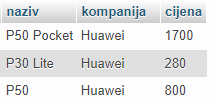 naziv kompanija cijena
P50 Pocket Huawei 1700
P30 Lite Huawei 280
P50 Huawei 800